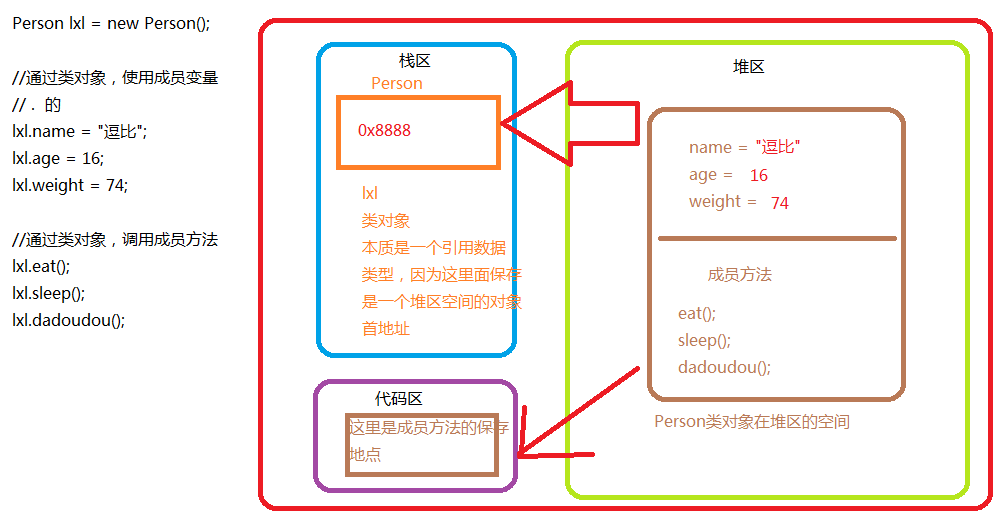 Person lxl = new Person();
//通过类对象，使用成员变量
// .  的
lxl.name = "逗比";
lxl.age = 16;
lxl.weight = 74;
//通过类对象，调用成员方法
lxl.eat();
lxl.sleep();
lxl.dadoudou();
栈区
Person
0x8888
lxl
类对象
本质是一个引用数据
类型，因为这里面保存
是一个堆区空间的对象
首地址
代码区
这里是成员方法的保存
地点
堆区
name = "逗比"
age = 16
weight = 74
成员方法
eat();
sleep();
dadoudou();
Person类对象在堆区的空间